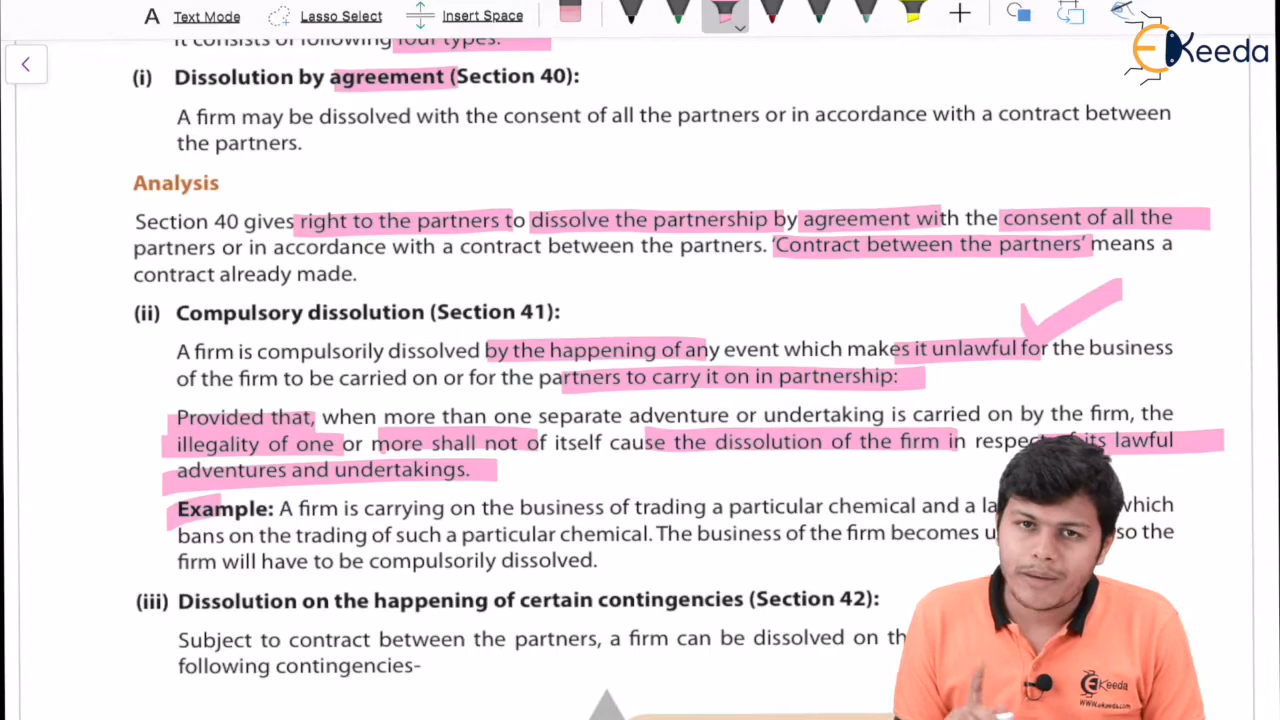 A Text Mode Lasso Select Insert Space
EKeeda
It consists of following four types.
(i) Dissolution by agreement (Section 40):
A firm may be dissolved with the consent of all the partners or in accordance with a contract between
the partners.
Analysis
Section 40 gives right to the partners to dissolve the partnership by agreement with the consent of all the
partners or in accordance with a contract between the partners. 'Contract between the partners' means a
contract already made.
(ii) Compulsory dissolution (Section 41):
A firm is compulsorily dissolved by the happening of any event which makes it unlawful for the business
of the firm to be carried on or for the partners to carry it on in partnership:
Provided that, when more than one separate adventure or undertaking is carried on by the firm, the
illegality of one or more shall not of itself cause the dissolution of the firm in respect of its lawful
adventures and undertakings.
Example: A firm is carrying on the business of trading a particular chemical and a la which
bans on the trading of such a particular chemical. The business of the firm becomes u so the
firm will have to be compulsorily dissolved.
(iii) Dissolution on the happening of certain contingencies (Section 42):
Subject to contract between the partners, a firm can be dissolved on th
following contingencies-
EKeeda
www.ekeeda.com